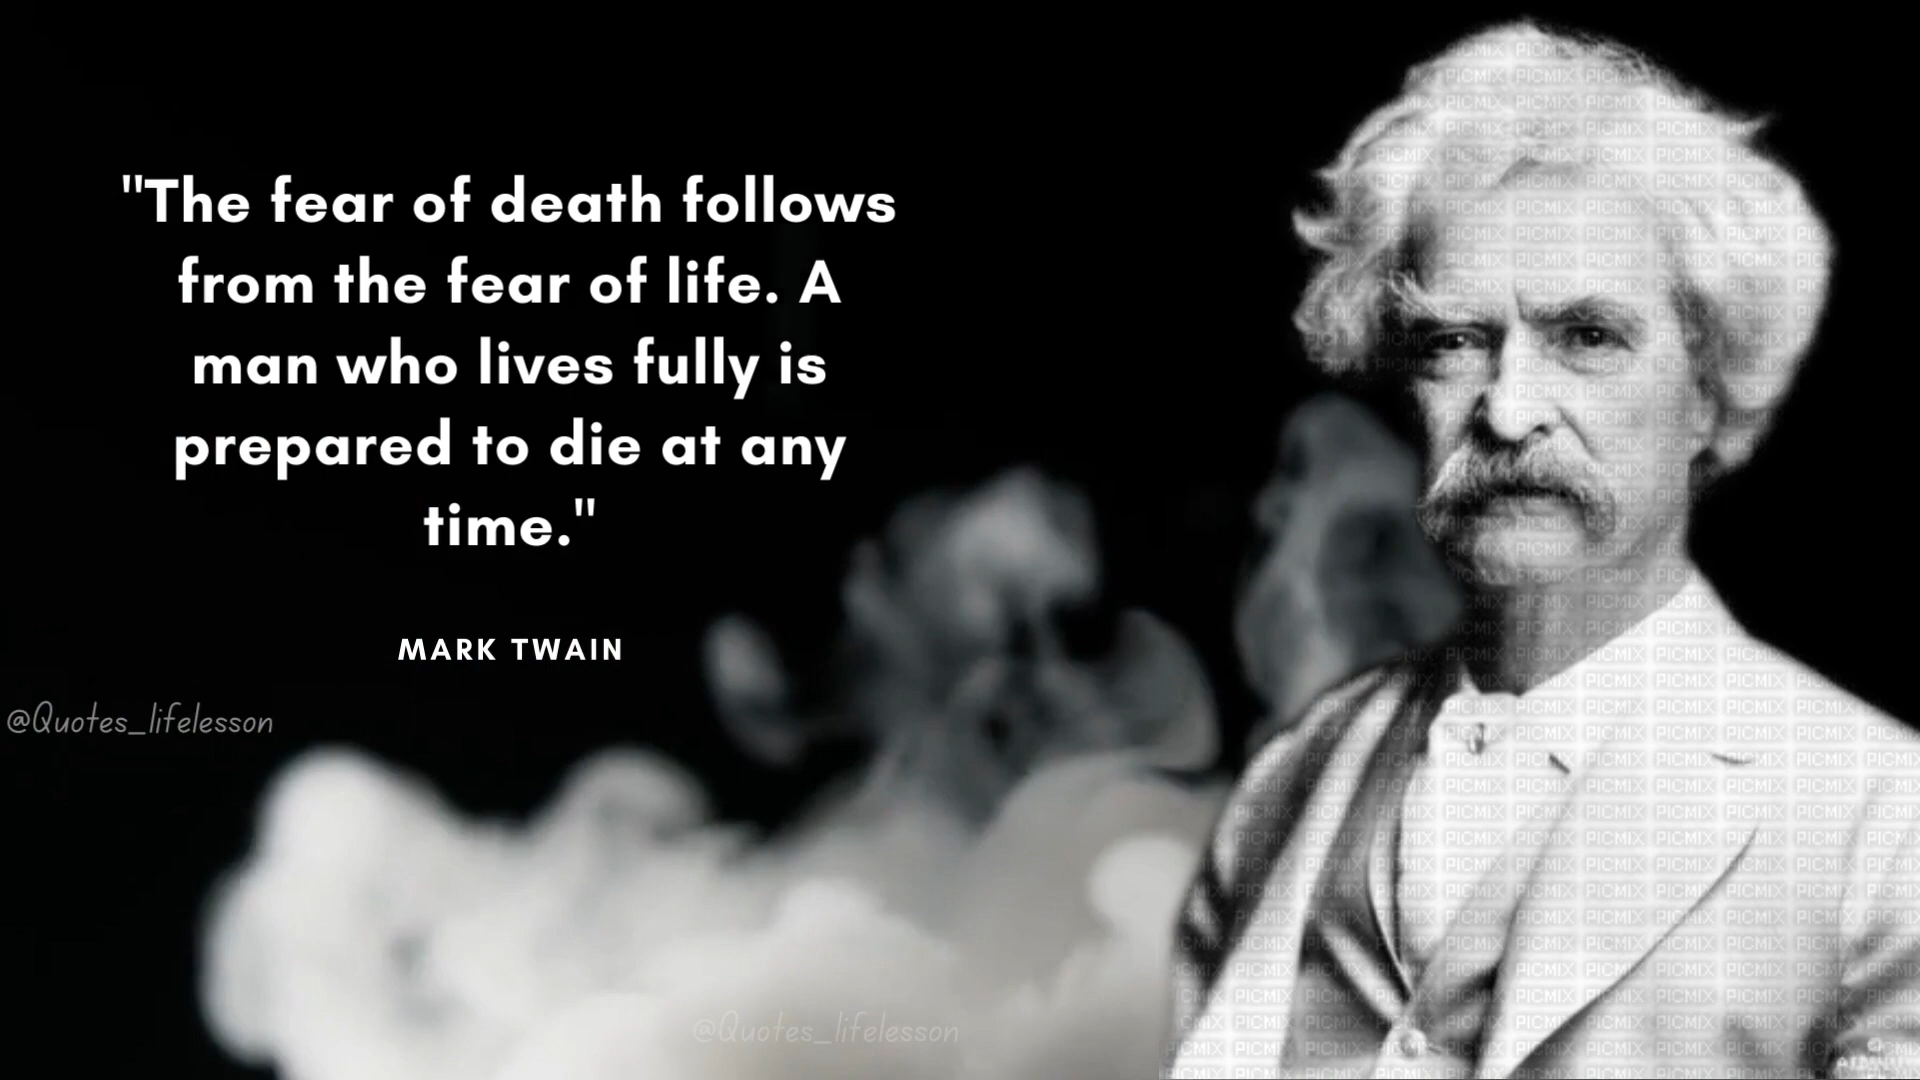 "The fear of death follows
from the fear of life. A
man who lives fully is
prepared to die at any
time."
MARK TWAIN
@Quotes_lifelesson
@Quotes_lifelesson
PICMIX